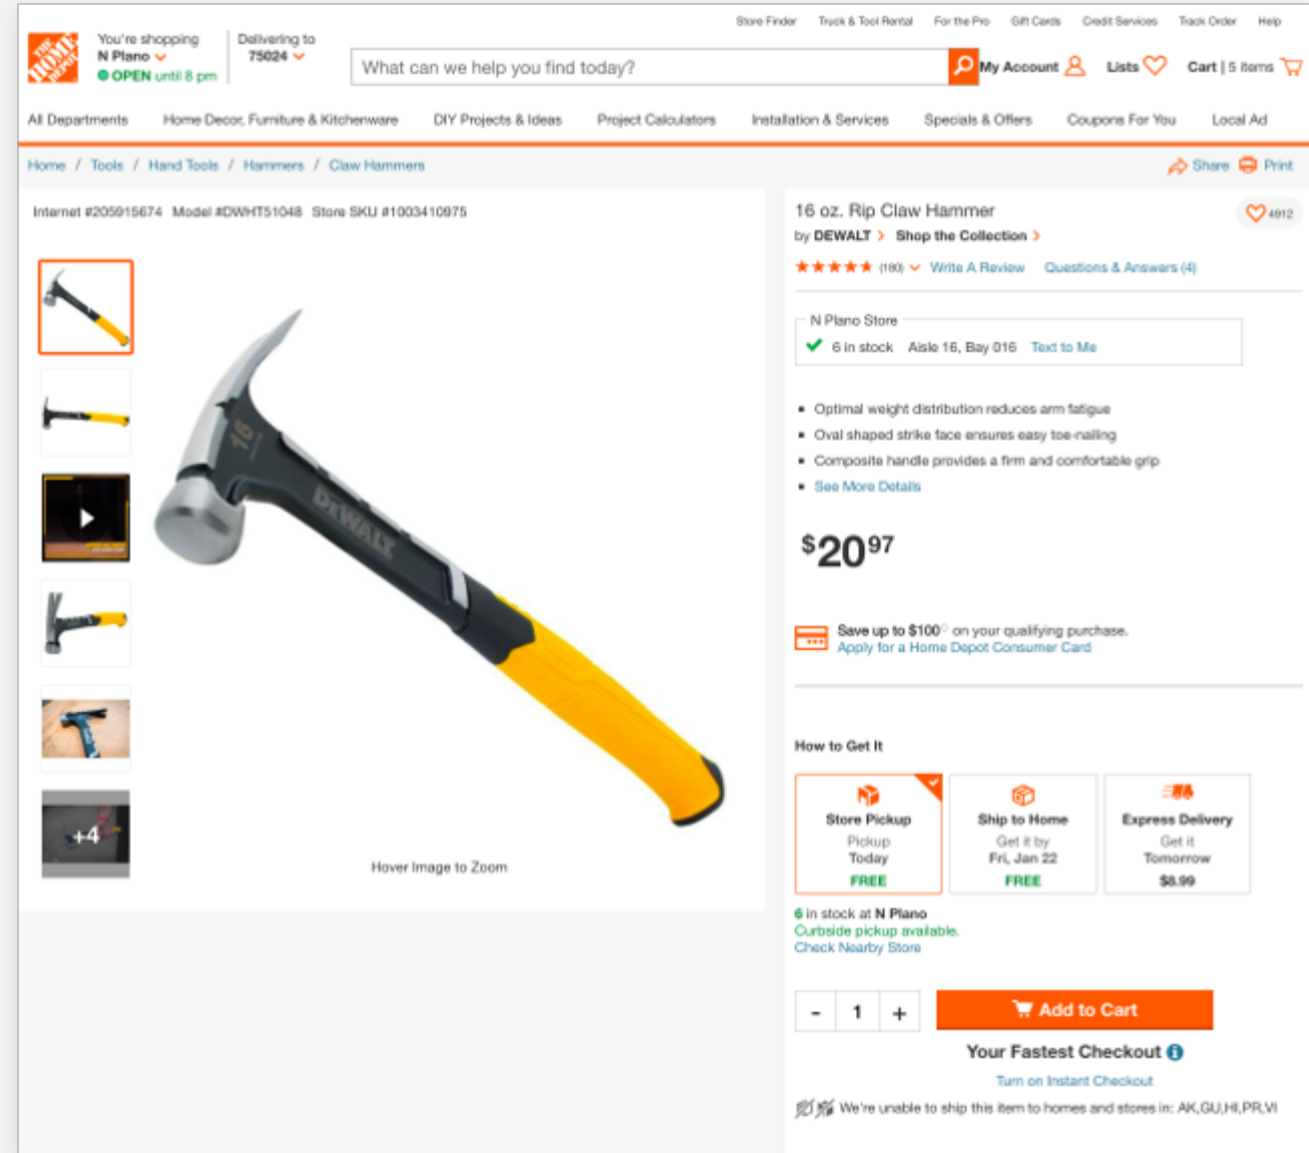 Store Finder Truck & Tool Rental For the Pro Gift Cards Credit Services Track Order Help
THE HOME DEPOT
You're shopping
N Plano
OPEN until 8 pm
Delivering to
75024
What can we help you find today?
My Account Lists Cart | 5 items
All Departments Home Decor, Furniture & Kitchenware DIY Projects & Ideas Project Calculators Installation & Services Specials & Offers Coupons For You Local Ad
Home / Tools / Hand Tools / Hammers / Claw Hammers
Share Print
Internet #205915674 Model #DWHT51048 Store SKU #1003410975
16
DEWALT
+4
Hover Image to Zoom
16 oz. Rip Claw Hammer
4912
by DEWALT Shop the Collection
(180) Write A Review Questions & Answers (4)
N Plano Store
6 in stock Aisle 16, Bay 016 Text to Me
Optimal weight distribution reduces arm fatigue
Oval shaped strike face ensures easy toe-nailing
Composite handle provides a firm and comfortable grip
See More Details
$20 97
Save up to $100 on your qualifying purchase.
Apply for a Home Depot Consumer Card
How to Get It
Store Pickup
Pickup
Today
FREE
Ship to Home
Get it by
Fri, Jan 22
FREE
Express Delivery
Get it
Tomorrow
$8.99
6 in stock at N Plano
Curbside pickup available.
Check Nearby Store
- 1 +
Add to Cart
Your Fastest Checkout
Turn on Instant Checkout
We're unable to ship this item to homes and stores in: AK,GU,HI,PR,VI